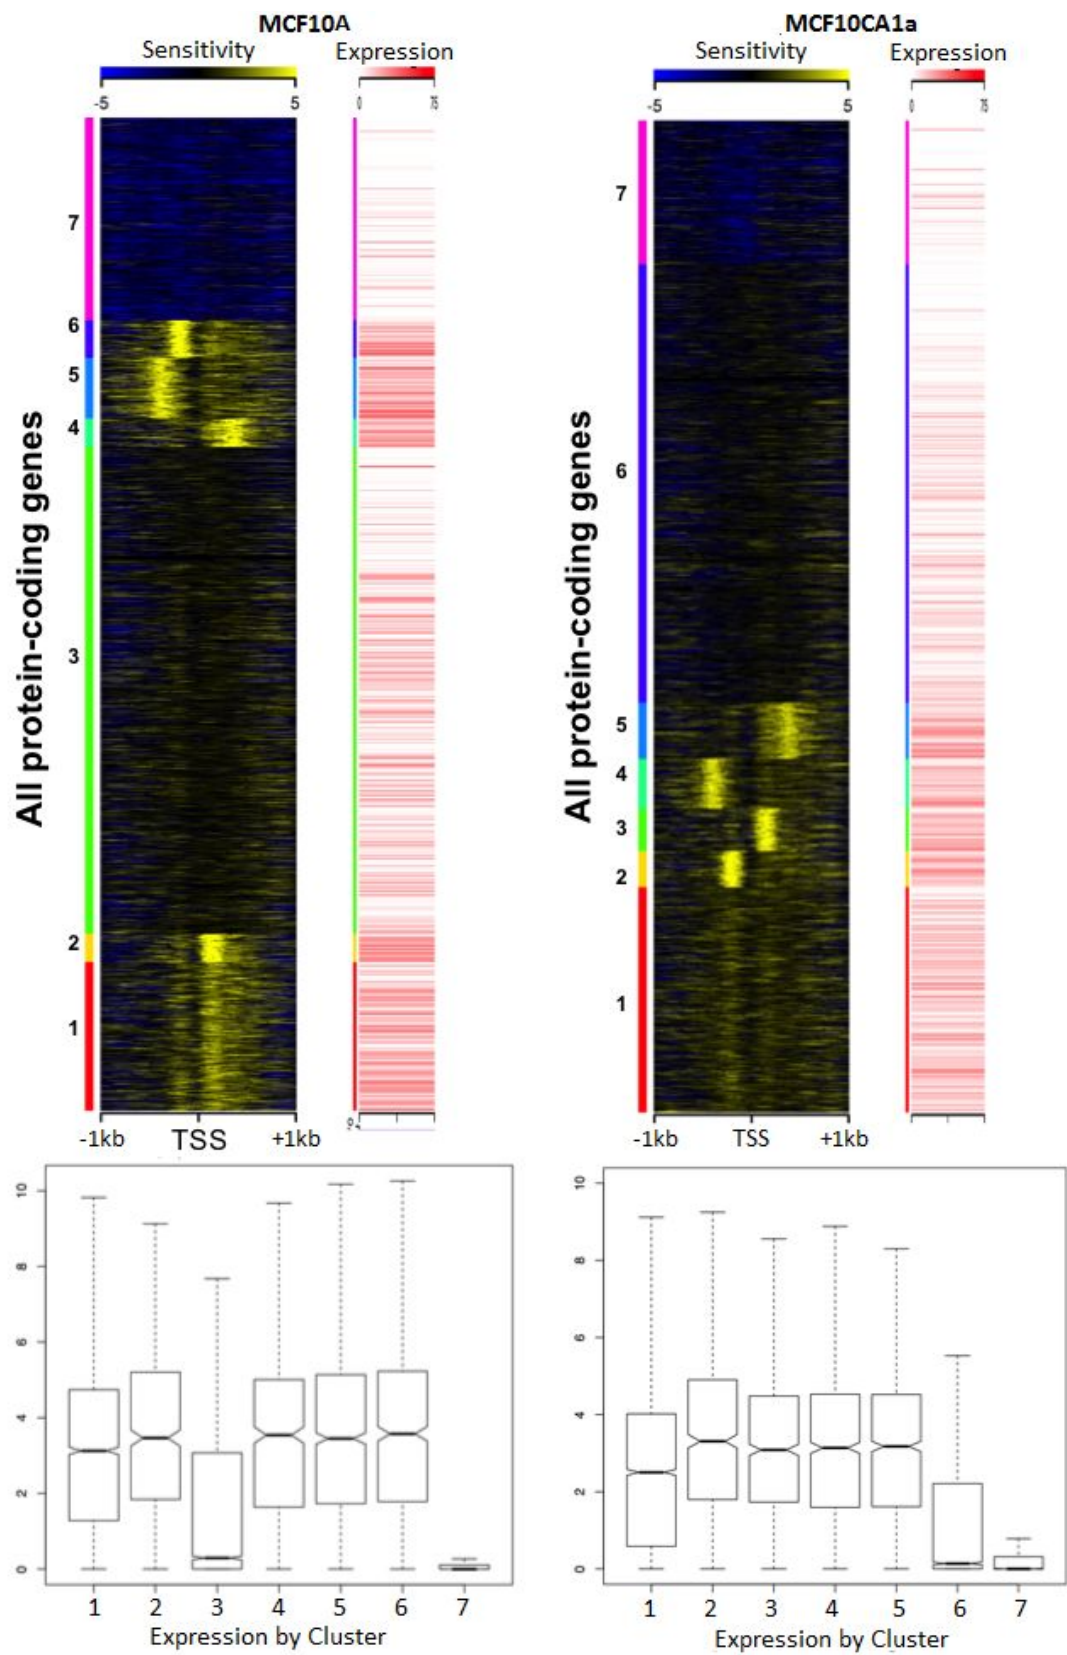 MCF10A
Sensitivity Expression
-5 5 0 75
All protein-coding genes
7
6
5
4
3
2
1
-1kb TSS +1kb
MCF10CA1a
Sensitivity Expression
-5 5 0 75
All protein-coding genes
7
6
5
4
3
2
1
-1kb TSS +1kb
10
8
6
4
2
0
1 2 3 4 5 6 7
Expression by Cluster
10
8
6
4
2
0
1 2 3 4 5 6 7
Expression by Cluster